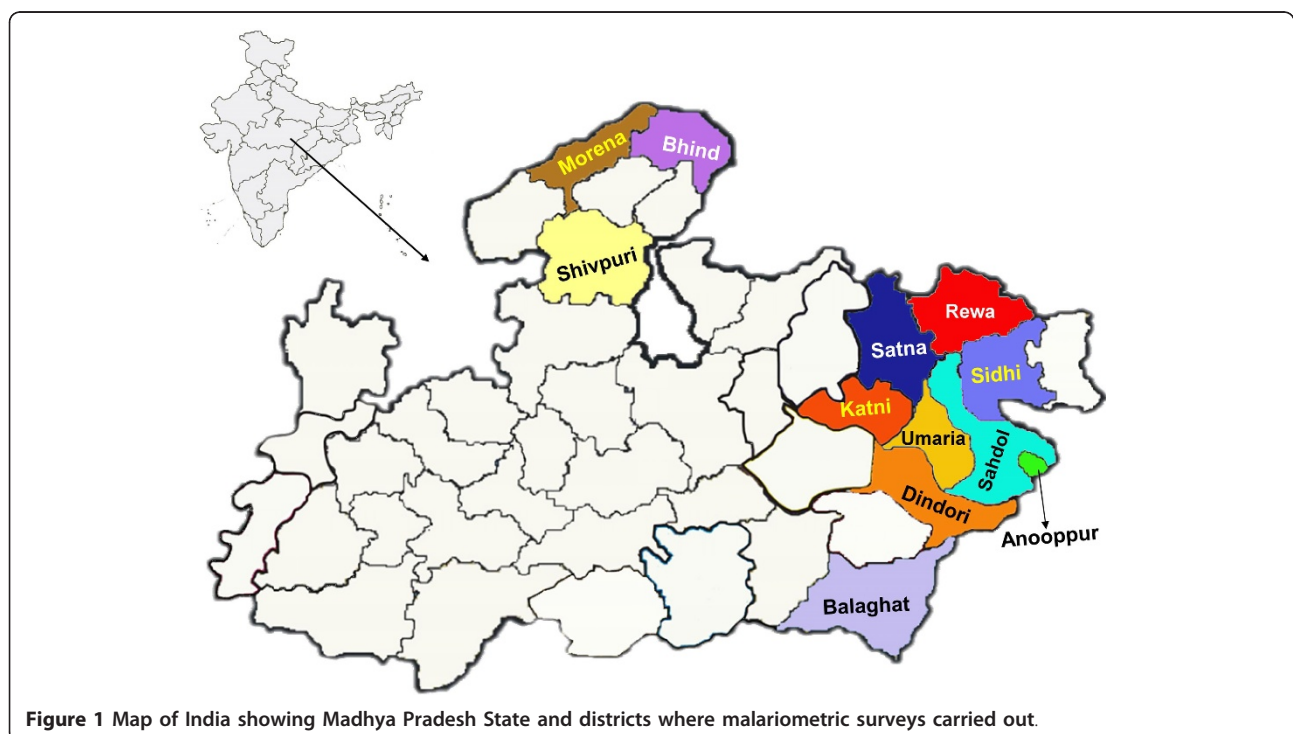 Morena
Bhind
Shivpuri
Rewa
Satna
Sidhi
Katni
Umaria
Sahdol
Dindori
Anooppur
Balaghat
Figure 1 Map of India showing Madhya Pradesh State and districts where malariometric surveys carried out.